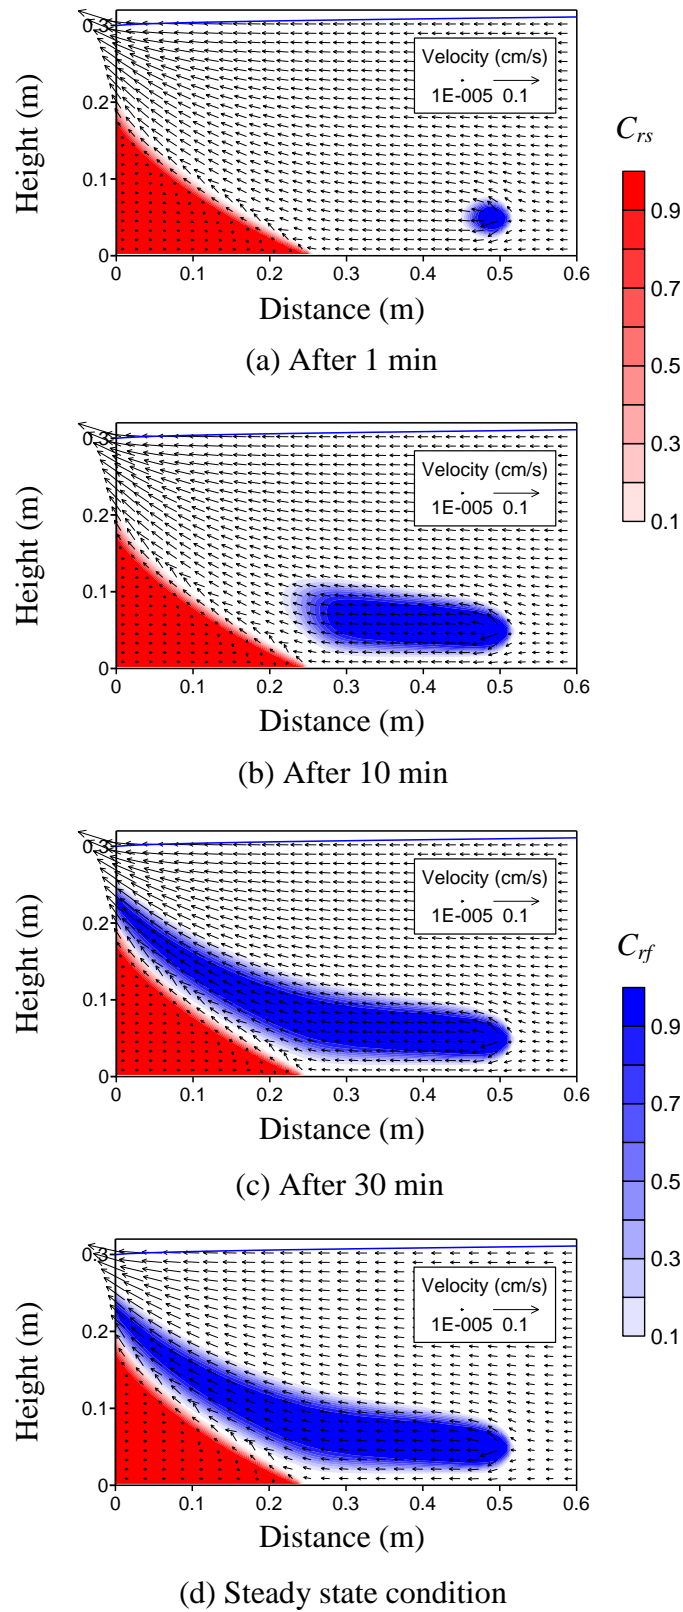 0.3
0.2
0.1
0
Height (m)
Velocity (cm/s)
1E-005 0.1
0 0.1 0.2 0.3 0.4 0.5 0.6
Distance (m)
(a) After 1 min
Crs
0.9
0.7
0.5
0.3
0.1
0.3
0.2
0.1
0
Height (m)
Velocity (cm/s)
1E-005 0.1
0 0.1 0.2 0.3 0.4 0.5 0.6
Distance (m)
(b) After 10 min
0.3
0.2
0.1
0
Height (m)
Velocity (cm/s)
1E-005 0.1
0 0.1 0.2 0.3 0.4 0.5 0.6
Distance (m)
(c) After 30 min
Crf
0.9
0.7
0.5
0.3
0.1
0.3
0.2
0.1
0
Height (m)
Velocity (cm/s)
1E-005 0.1
0 0.1 0.2 0.3 0.4 0.5 0.6
Distance (m)
(d) Steady state condition